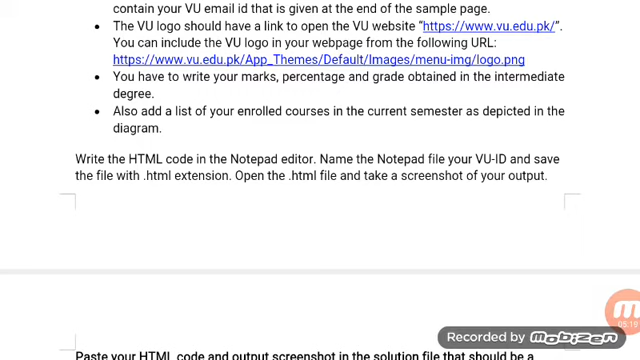 contain your VU email id that is given at the end of the sample page.
• The VU logo should have a link to open the VU website “https://www.vu.edu.pk/”.
You can include the VU logo in your webpage from the following URL:
https://www.vu.edu.pk/App_Themes/Default/Images/menu-img/logo.png
• You have to write your marks, percentage and grade obtained in the intermediate
degree.
• Also add a list of your enrolled courses in the current semester as depicted in the
diagram.
Write the HTML code in the Notepad editor. Name the Notepad file your VU-ID and save
the file with .html extension. Open the .html file and take a screenshot of your output.
05:19
Recorded by mobizen
Paste your HTML code and output screenshot in the solution file that should be a